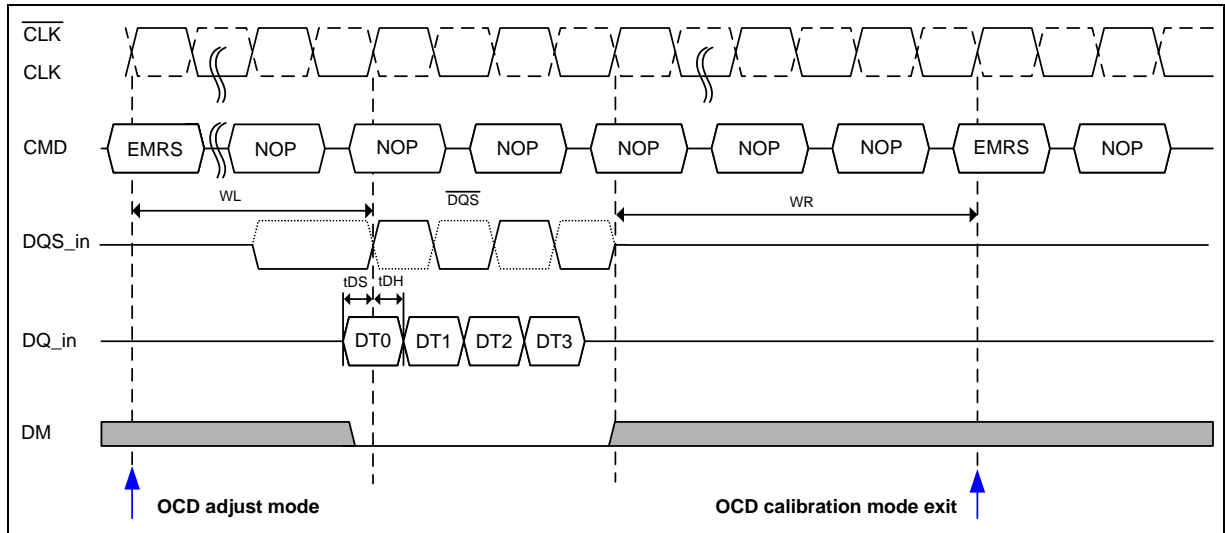 CLK
CLK
CMD EMRS NOP NOP NOP NOP NOP NOP EMRS NOP
WL DQS WR
DQS_in
tDS tDH
DQ_in DT0 DT1 DT2 DT3
DM
OCD adjust mode OCD calibration mode exit